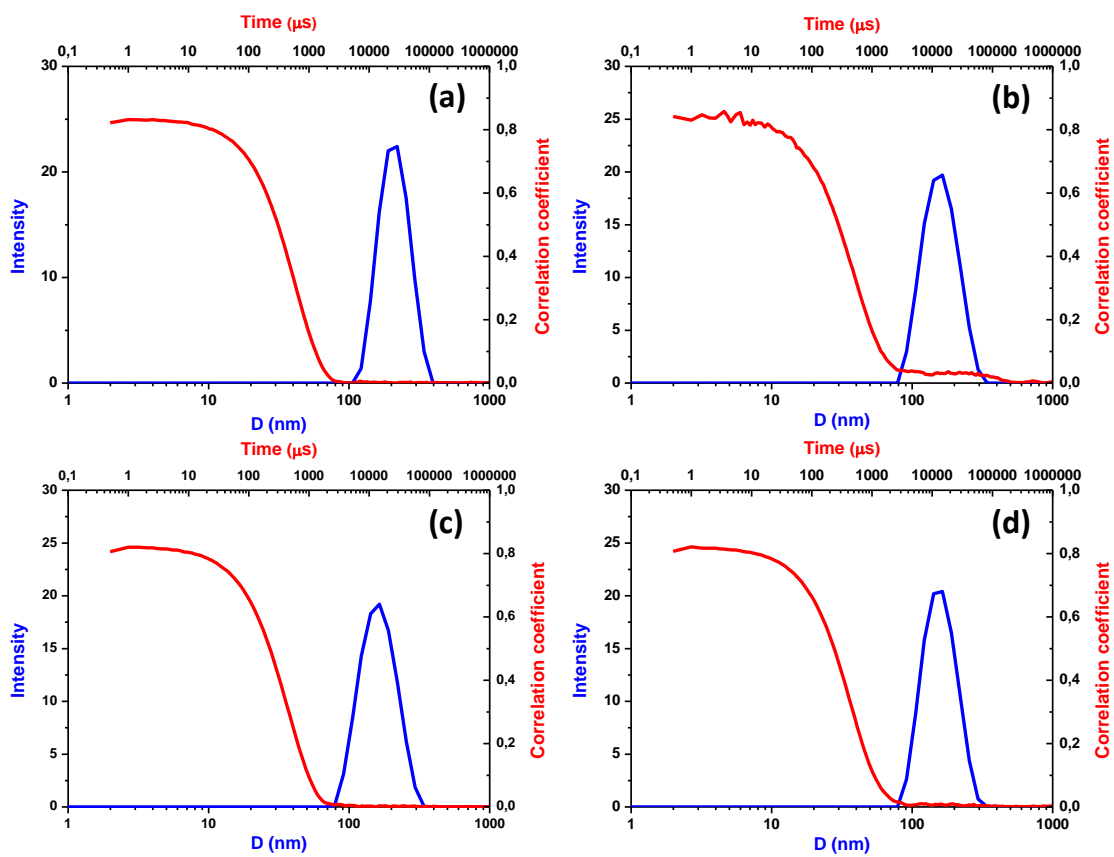 Time (μs)
0,1 1 10 100 1000 10000 100000 1000000
30 25 20 15 10 5 0
Intensity
(a)
1,0 0,8 0,6 0,4 0,2 0,0
Correlation coefficient
1 10 100 1000
D (nm)
Time (μs)
0,1 1 10 100 1000 10000 100000 1000000
30 25 20 15 10 5 0
Intensity
(b)
1,0 0,8 0,6 0,4 0,2 0,0
Correlation coefficient
1 10 100 1000
D (nm)
Time (μs)
0,1 1 10 100 1000 10000 100000 1000000
30 25 20 15 10 5 0
Intensity
(c)
1,0 0,8 0,6 0,4 0,2 0,0
Correlation coefficient
1 10 100 1000
D (nm)
Time (μs)
0,1 1 10 100 1000 10000 100000 1000000
30 25 20 15 10 5 0
Intensity
(d)
1,0 0,8 0,6 0,4 0,2 0,0
Correlation coefficient
1 10 100 1000
D (nm)